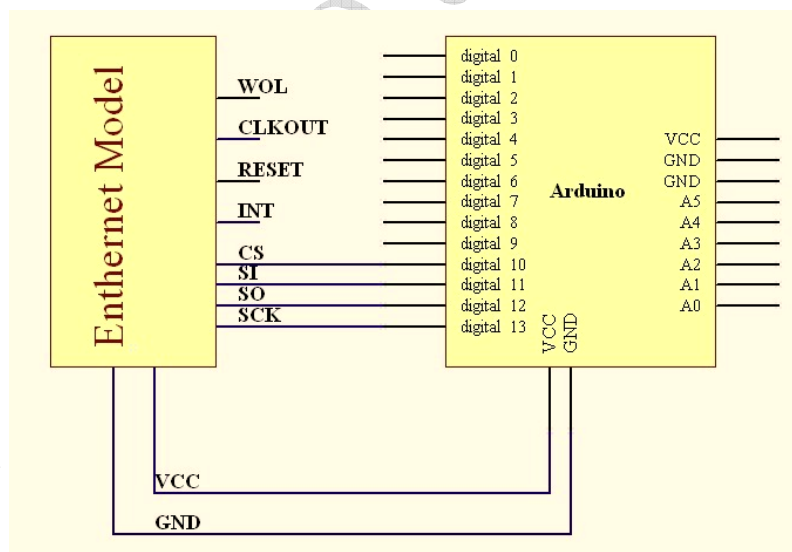 Enthernet Model
WOL
CLKOUT
RESET
INT
CS
SI
SO
SCK
digital 0
digital 1
digital 2
digital 3
digital 4
digital 5
digital 6
digital 7
digital 8
digital 9
digital 10
digital 11
digital 12
digital 13
Arduino
VCC
GND
GND
A5
A4
A3
A2
A1
A0
VCC
GND
VCC
GND